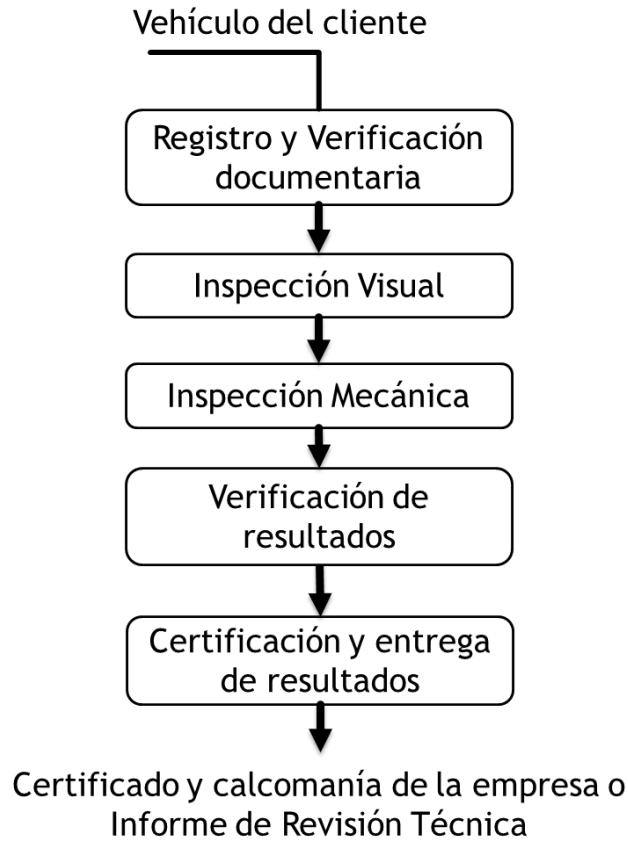 Vehículo del cliente
Registro y Verificación
documentaria
Inspección Visual
Inspección Mecánica
Verificación de
resultados
Certificación y entrega
de resultados
Certificado y calcomanía de la empresa o
Informe de Revisión Técnica